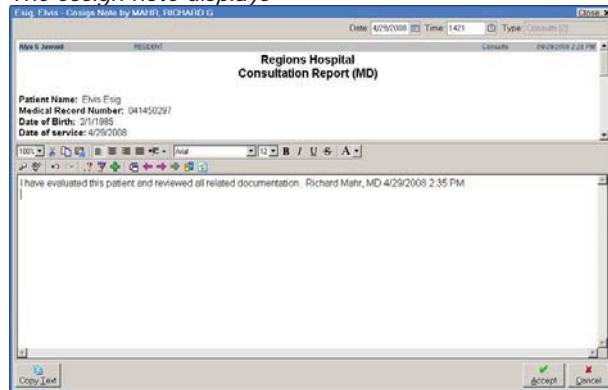 The cosign note displays
Esig, Elvis - Cosign Note by MAHR, RICHARD G
Close X
Date: 4/29/2008 Time: 1421 Type: Consults [2]
RESIDENT Consults
Regions Hospital
Consultation Report (MD)
Patient Name: Elvis Esig
Medical Record Number: 041450297
Date of Birth: 2/1/1985
Date of service: 4/29/2008
100% Arial 12 B I U S A
I have evaluated this patient and reviewed all related documentation. Richard Mahr, MD 4/29/2008 2:35 PM
Copy Text Accept Cancel